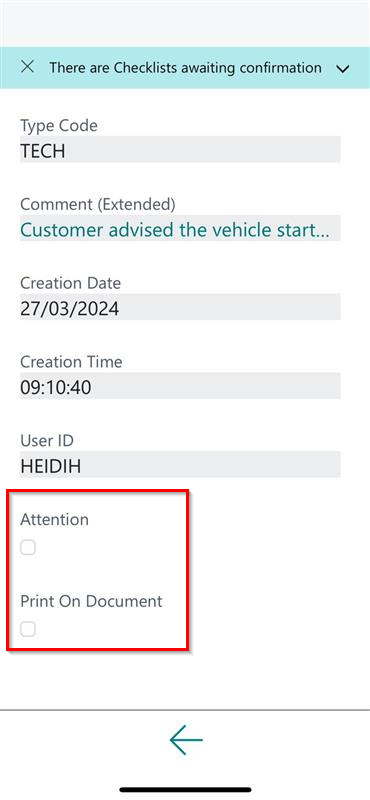 There are Checklists awaiting confirmation
Type Code
TECH
Comment (Extended)
Customer advised the vehicle start...
Creation Date
27/03/2024
Creation Time
09:10:40
User ID
HEIDIH
Attention
Print On Document